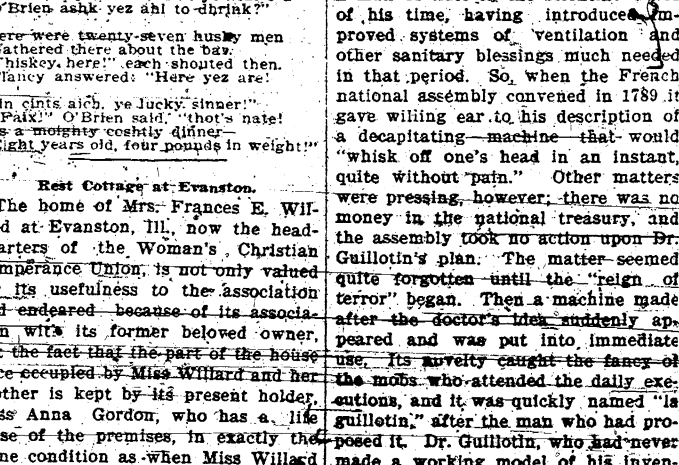 O'Brien ashk yez ahl to dhrink?"
ere were twenty-seven husky men
athered there about the bar.
hiskey, here!" each shouted then.
lancy answered: "Here yez are!
in cints aich, ye lucky sinner!"
Paix!" O'Brien said, "thot's nate!
s a moighty coshtly dinner—
Eight years old, four pounds in weight!"
Rest Cottage at Evanston.
The home of Mrs. Frances E. Wil-
d at Evanston, Ill., now the head-
arters of the Woman's Christian
mperance Union, is not only valued
r its usefulness to the association
d endeared because of its associa-
n with its former beloved owner,
t the fact that the part of the house
ce occupied by Miss Willard and her
other is kept by its present holder,
ss Anna Gordon, who has a life
se of the premises, in exactly the
me condition as when Miss Willard
of his time, having introduced im-
proved systems of ventilation and
other sanitary blessings much needed
in that period. So, when the French
national assembly convened in 1789 it
gave willing ear to his description of
a decapitating machine that would
"whisk off one's head in an instant,
quite without pain." Other matters
were pressing, however; there was no
money in the national treasury, and
the assembly took no action upon Dr.
Guillotin's plan. The matter seemed
quite forgotten until the "reign of
terror" began. Then a machine made
after the doctor's idea suddenly ap-
peared and was put into immediate
use. Its novelty caught the fancy of
the mobs who attended the daily exe-
cutions, and it was quickly named "la
guillotin," after the man who had pro-
posed it. Dr. Guillotin, who had never
made a working model of his inven-